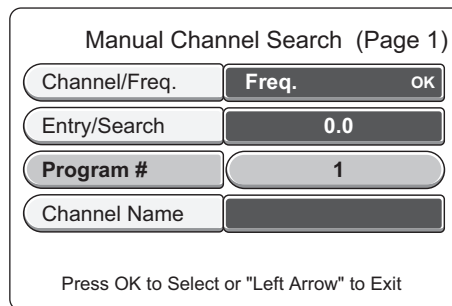 Manual Channel Search (Page 1)
Channel/Freq. Freq. OK
Entry/Search 0.0
Program # 1
Channel Name
Press OK to Select or "Left Arrow" to Exit